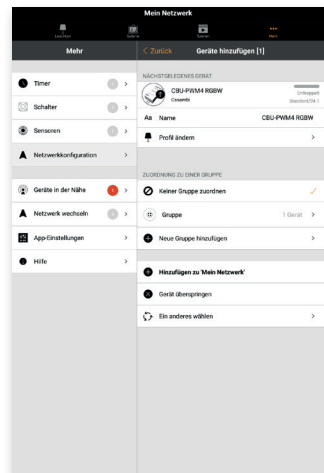 Mein Netzwerk
Leuchten
Galerie
Szenen
Mehr
Mehr
Zurück
Geräte hinzufügen [1]
Timer
Schalter
Sensoren
Netzwerkkonfiguration
Geräte in der Nähe
Netzwerk wechseln
App-Einstellungen
Hilfe
NÄCHSTGELEGENES GERÄT
CBU-PWM4 RGBW
Casambi
Unkoppelt
Aa Name CBU-PWM4 RGBW
Profil ändern
ZUORDNUNG ZU EINER GRUPPE
Keiner Gruppe zuordnen
Gruppe 1 Gerät
Neue Gruppe hinzufügen
Hinzufügen zu 'Mein Netzwerk'
Gerät überspringen
Ein anderes wählen